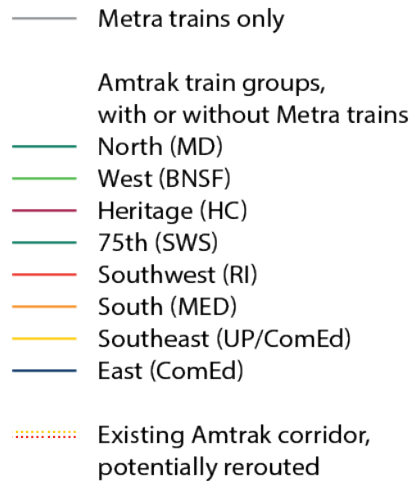 Metra trains only
Amtrak train groups,
with or without Metra trains
North (MD)
West (BNSF)
Heritage (HC)
75th (SWS)
Southwest (RI)
South (MED)
Southeast (UP/ComEd)
East (ComEd)
Existing Amtrak corridor,
potentially rerouted